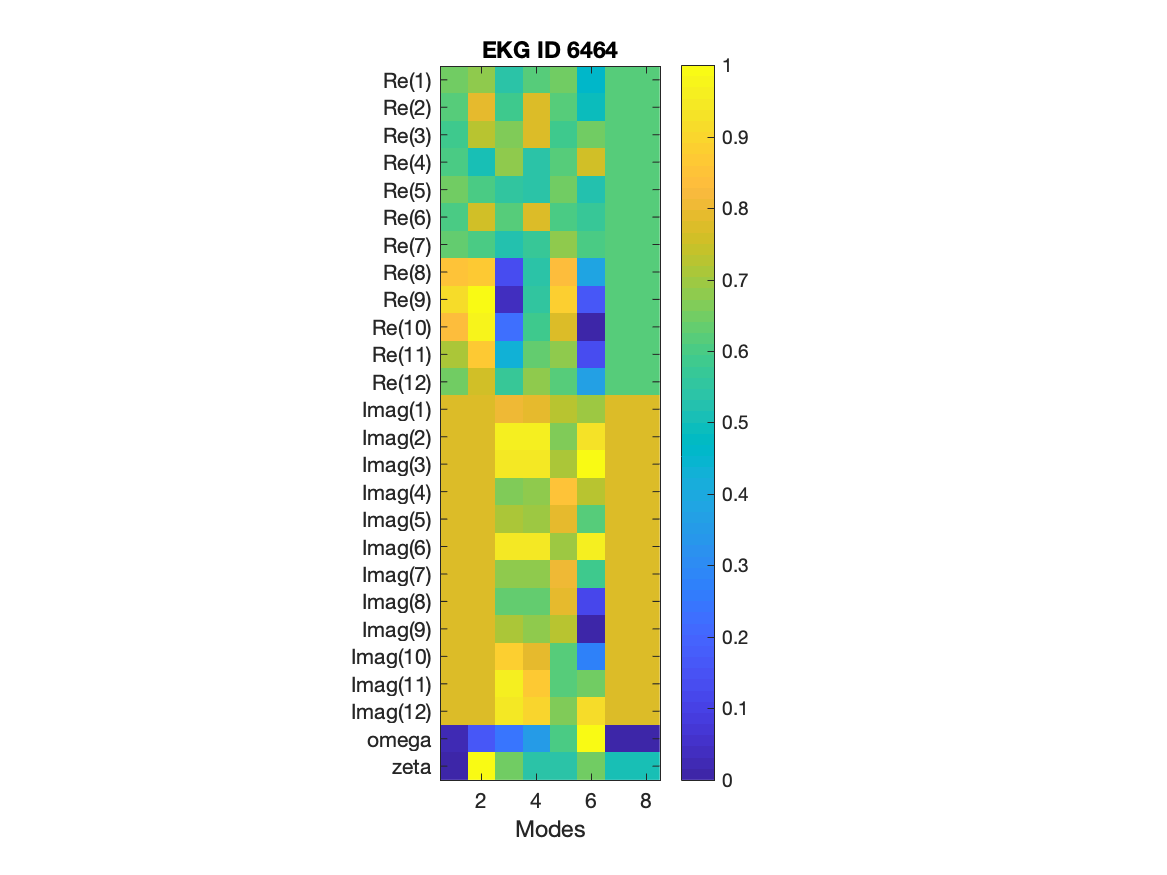 EKG ID 6464
Re(1)
Re(2)
Re(3)
Re(4)
Re(5)
Re(6)
Re(7)
Re(8)
Re(9)
Re(10)
Re(11)
Re(12)
Imag(1)
Imag(2)
Imag(3)
Imag(4)
Imag(5)
Imag(6)
Imag(7)
Imag(8)
Imag(9)
Imag(10)
Imag(11)
Imag(12)
omega
zeta
2 4 6 8
Modes
1
0.9
0.8
0.7
0.6
0.5
0.4
0.3
0.2
0.1
0